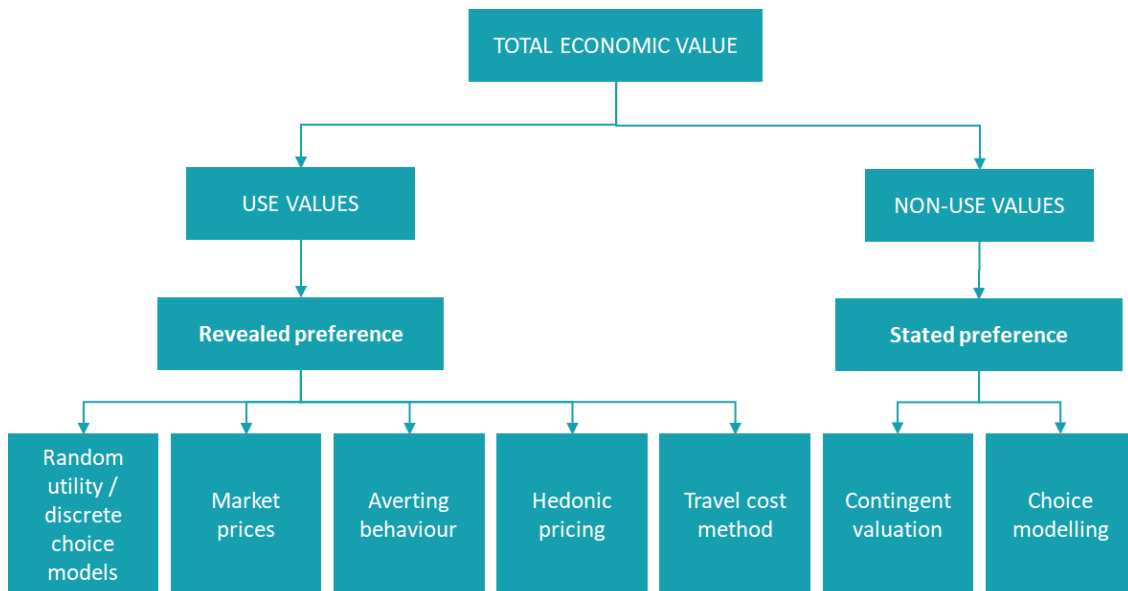 TOTAL ECONOMIC VALUE
USE VALUES
NON-USE VALUES
Revealed preference
Stated preference
Random
utility /
discrete
choice
models
Market
prices
Averting
behaviour
Hedonic
pricing
Travel cost
method
Contingent
valuation
Choice
modelling